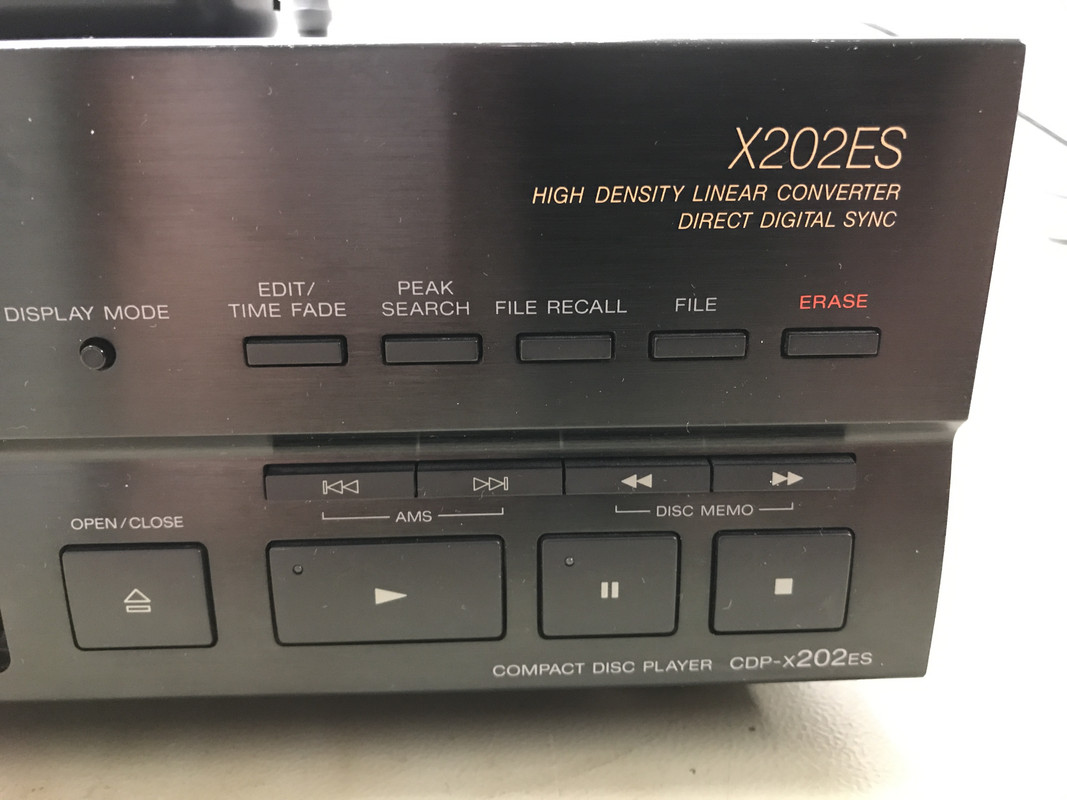 X202ES
HIGH DENSITY LINEAR CONVERTER
DIRECT DIGITAL SYNC
DISPLAY MODE
EDIT/
TIME FADE
PEAK
SEARCH
FILE RECALL
FILE
ERASE
OPEN/CLOSE
AMS
DISC MEMO
COMPACT DISC PLAYER CDP-X202ES